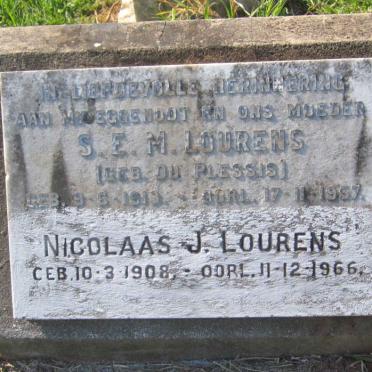 IN LIEFDEVOLLE HERINNERING
AAN MY EGGENOOT EN ONS MOEDER
S. E. M. LOURENS
(GEB. DU PLESSIS)
GEB. 9-6-1913. - OORL. 17-11-1957.
NICOLAAS J. LOURENS
GEB. 10-3-1908. - OORL. 11-12-1966.